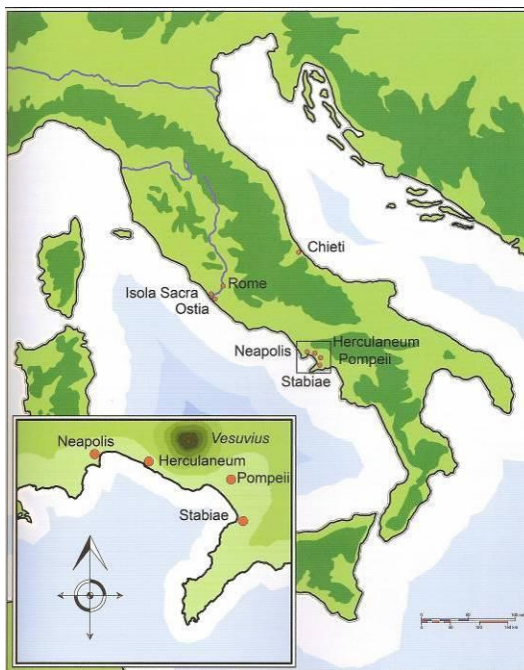 Chieti
Rome
Isola Sacra
Ostia
Neapolis
Herculaneum
Pompeii
Stabiae
Vesuvius
Neapolis
Herculaneum
Pompeii
Stabiae